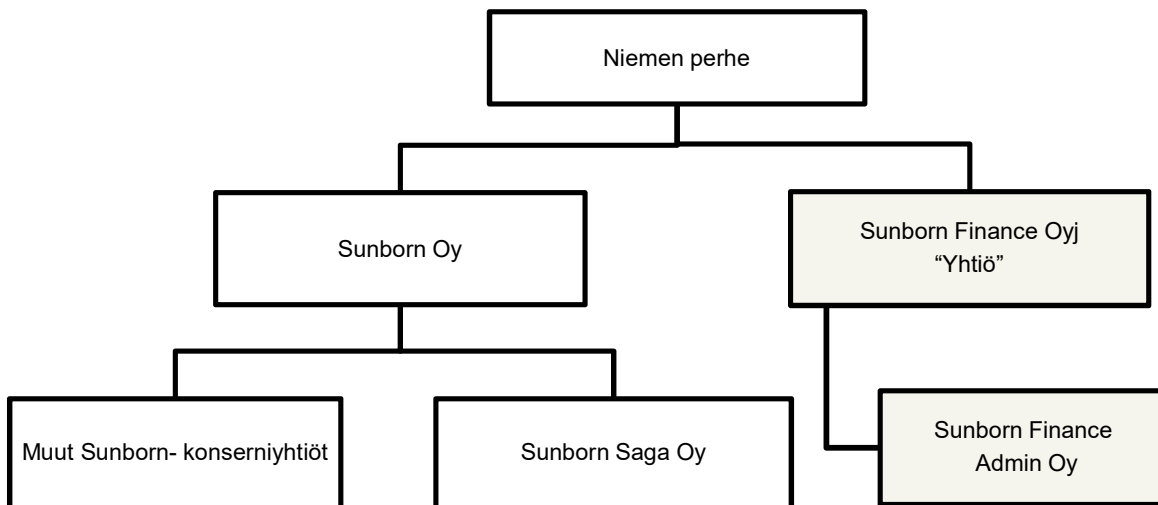 Niemen perhe
Sunborn Oy
Sunborn Finance Oyj
“Yhtiö”
Muut Sunborn- konserniyhtiöt
Sunborn Saga Oy
Sunborn Finance
Admin Oy